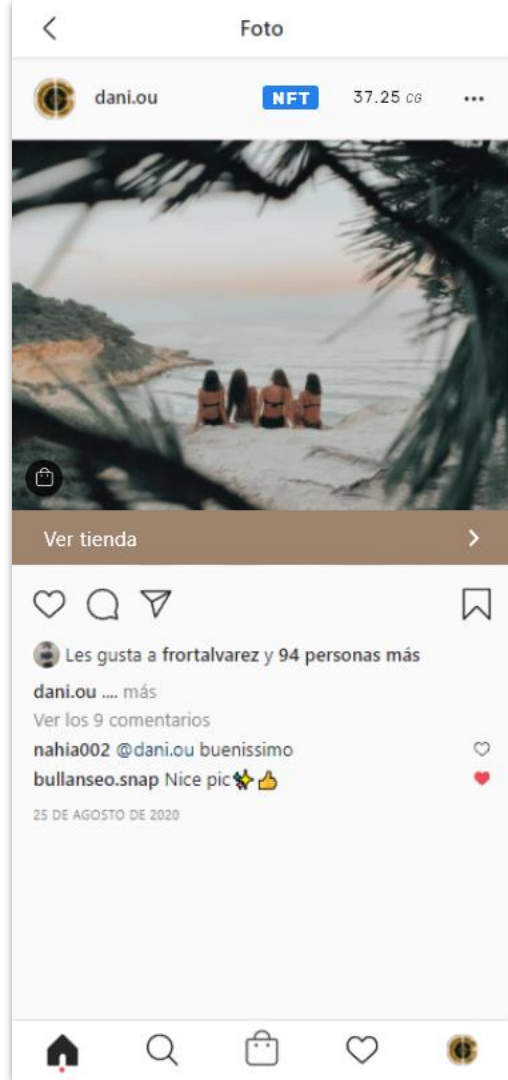 Foto
dani.ou NFT 37.25 CG
Ver tienda
Les gusta a frortalvarez y 94 personas más
dani.ou .... más
Ver los 9 comentarios
nahia002 @dani.ou buenissimo
bullanseo.snap Nice pic✨👍
25 DE AGOSTO DE 2020